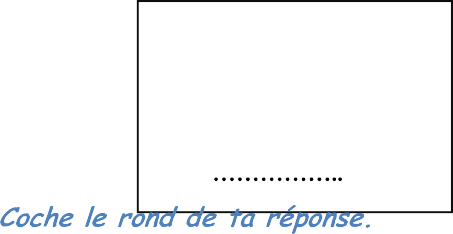 ......................
Coche le rond de ta réponse.